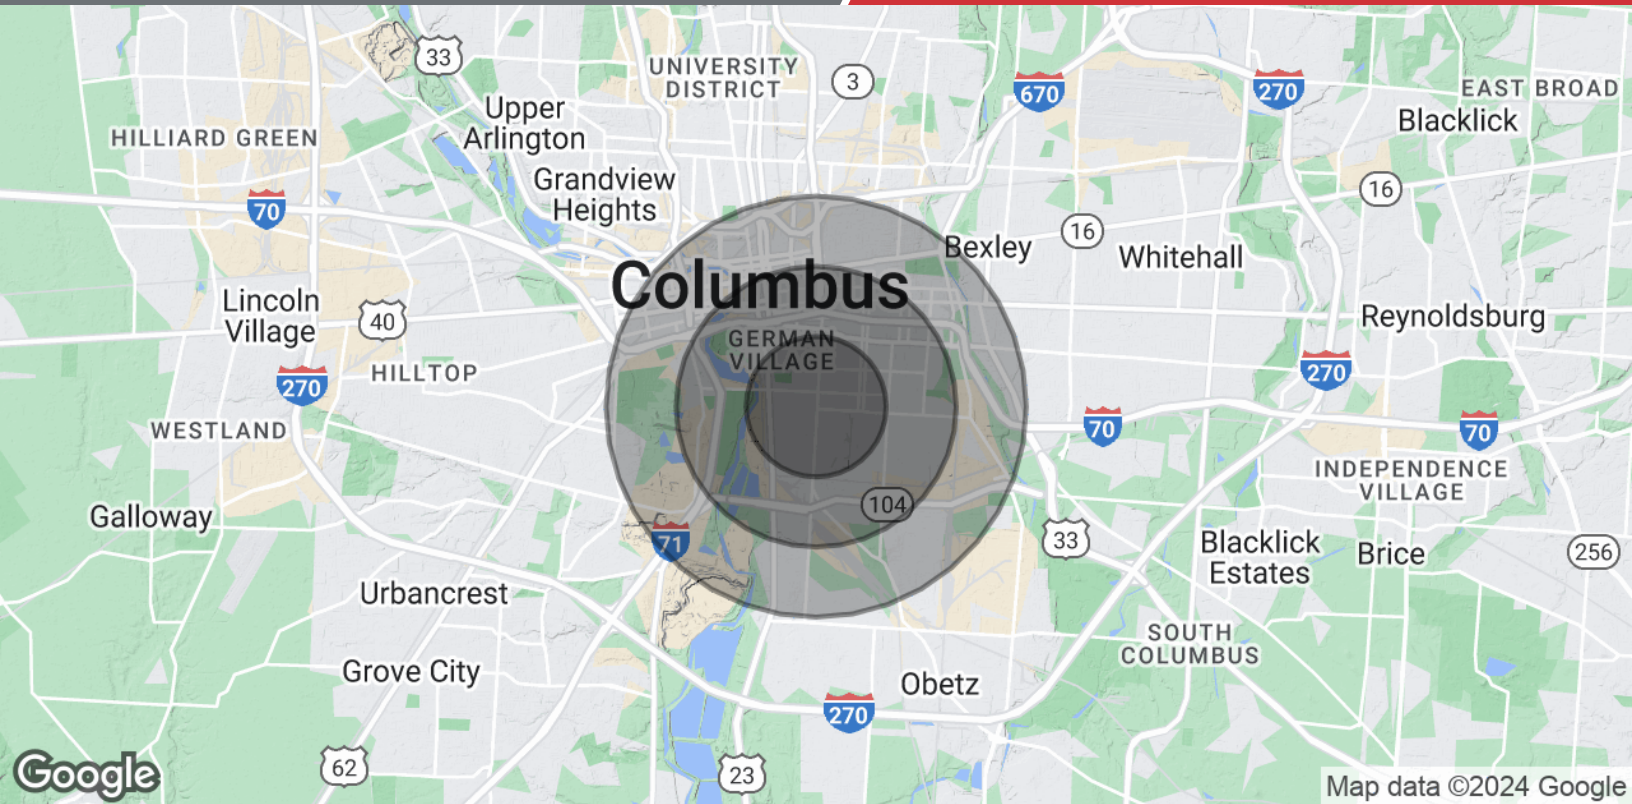 33
UNIVERSITY
DISTRICT
3
670
270
EAST BROAD
Blacklick
Upper
Arlington
HILLIARD GREEN
Grandview
Heights
70
16
16
Bexley
Whitehall
Columbus
Lincoln
Village
40
Reynoldsburg
GERMAN
VILLAGE
HILLTOP
270
270
WESTLAND
70
70
INDEPENDENCE
VILLAGE
104
Galloway
71
33
Blacklick
Estates
Brice
256
Urbancrest
SOUTH
COLUMBUS
Grove City
Obetz
270
62
23
Google
Map data ©2024 Google